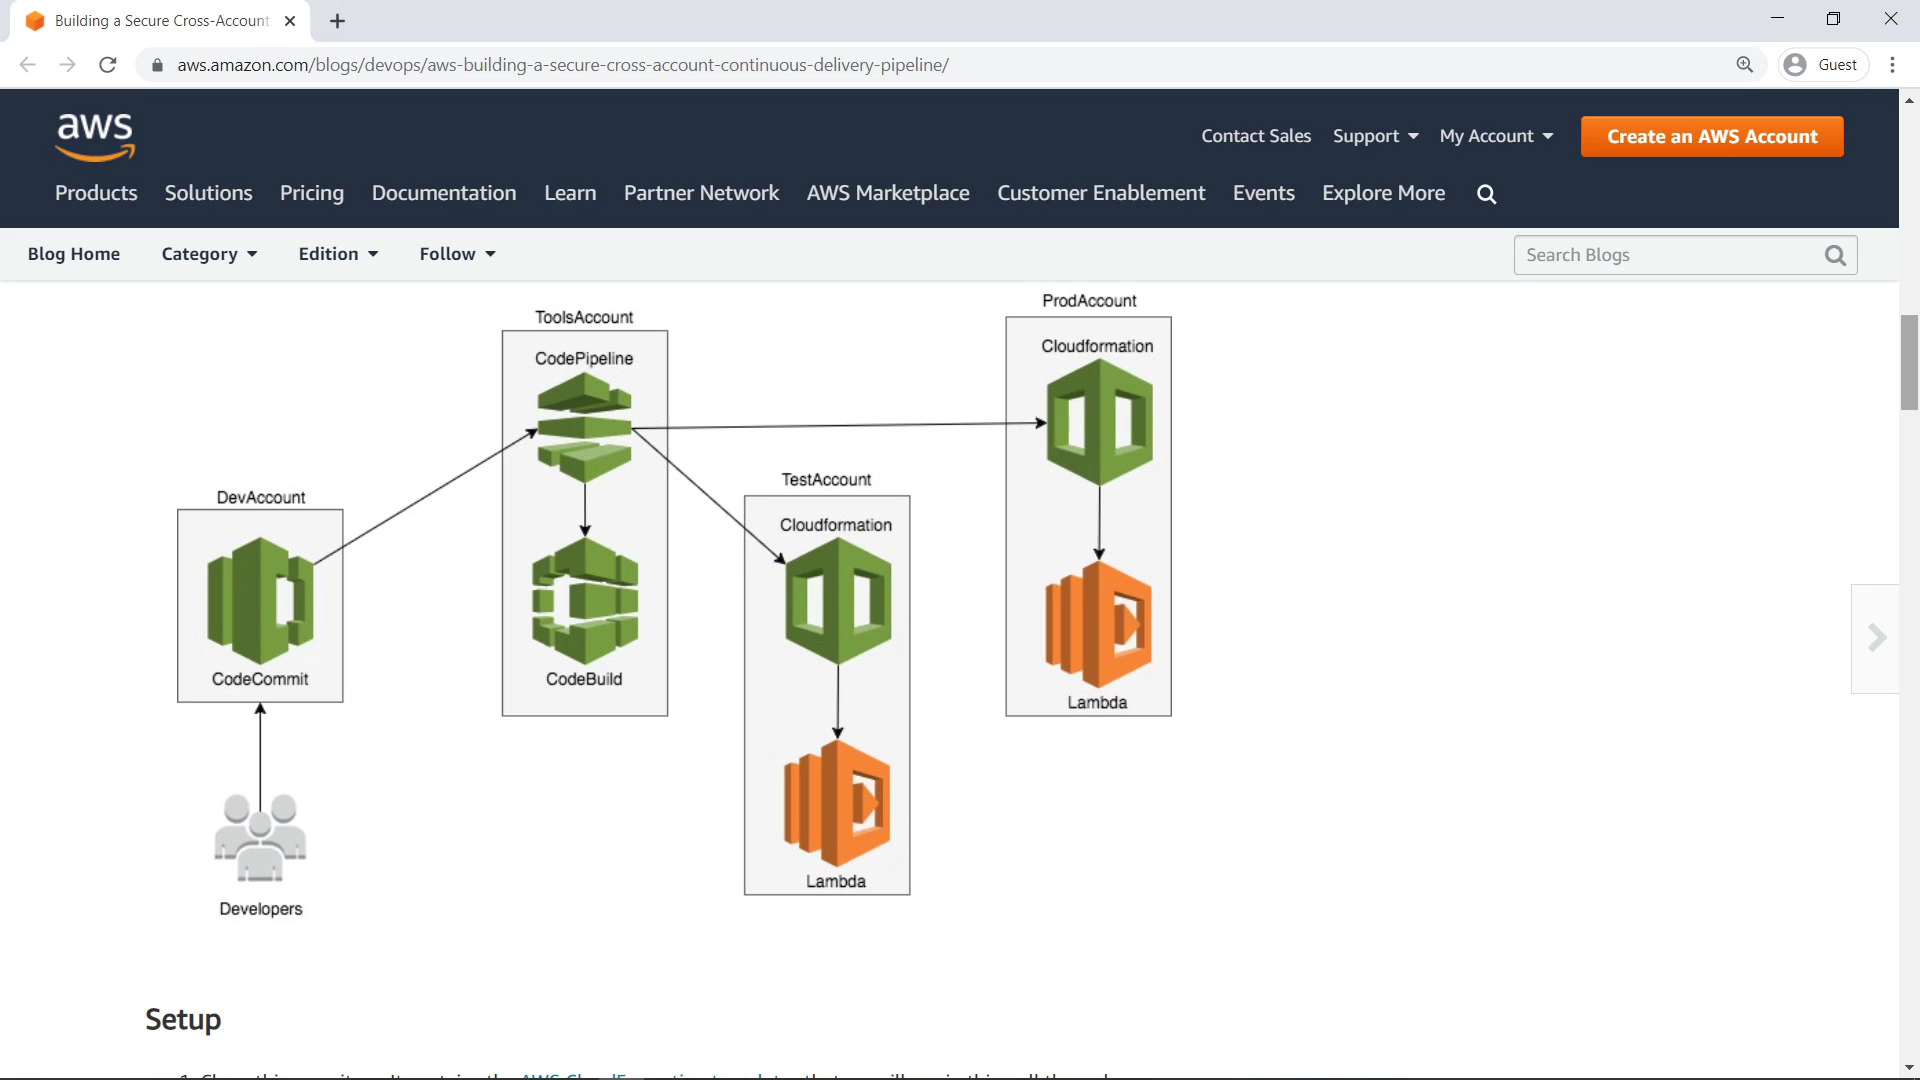 Building a Secure Cross-Account
aws.amazon.com/blogs/devops/aws-building-a-secure-cross-account-continuous-delivery-pipeline/
Guest
aws
Contact Sales Support My Account Create an AWS Account
Products Solutions Pricing Documentation Learn Partner Network AWS Marketplace Customer Enablement Events Explore More
Blog Home Category Edition Follow Search Blogs
ProdAccount
ToolsAccount
Cloudformation
CodePipeline
TestAccount
DevAccount
Cloudformation
CodeCommit
CodeBuild
Lambda
Lambda
Developers
Setup